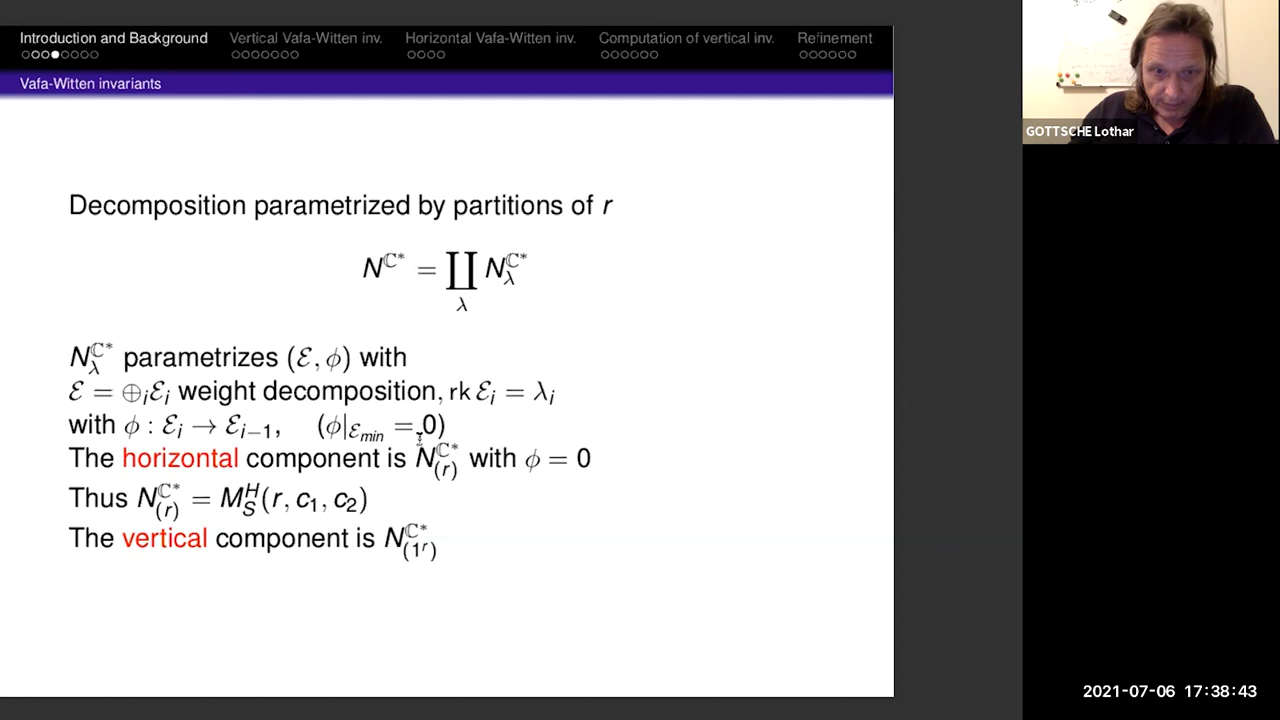 Introduction and Background Vertical Vafa-Witten inv. Horizontal Vafa-Witten inv. Computation of vertical inv. Refinement
Vafa-Witten invariants
Decomposition parametrized by partitions of r
N^{ℂ*} = ∐_λ N_λ^{ℂ*}
N_λ^{ℂ*} parametrizes (ℰ, ϕ) with
ℰ = ⊕_iℰ_i weight decomposition, rk ℰ_i = λ_i
with ϕ : ℰ_i → ℰ_{i−1}, (ϕ|_{ℰ_{min}} = 0)
The horizontal component is N_{(r)}^{ℂ*} with ϕ = 0
Thus N_{(r)}^{ℂ*} = M_S^H(r, c_1, c_2)
The vertical component is N_{(1^r)}^{ℂ*}
GOTTSCHE Lothar
2021-07-06 17:38:43